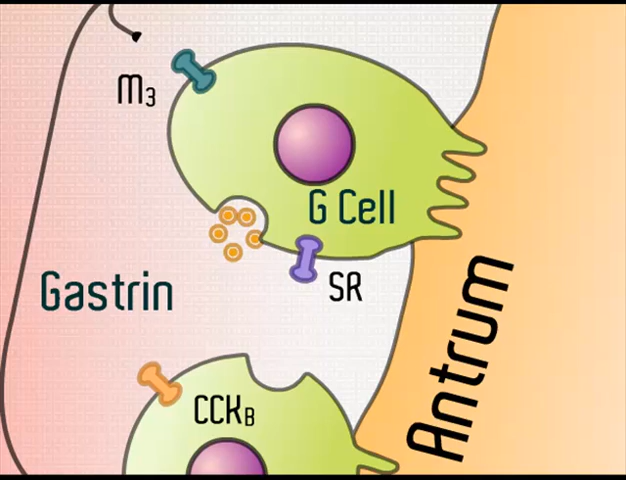 M₃
G Cell
SR
Gastrin
Antrum
CCKB